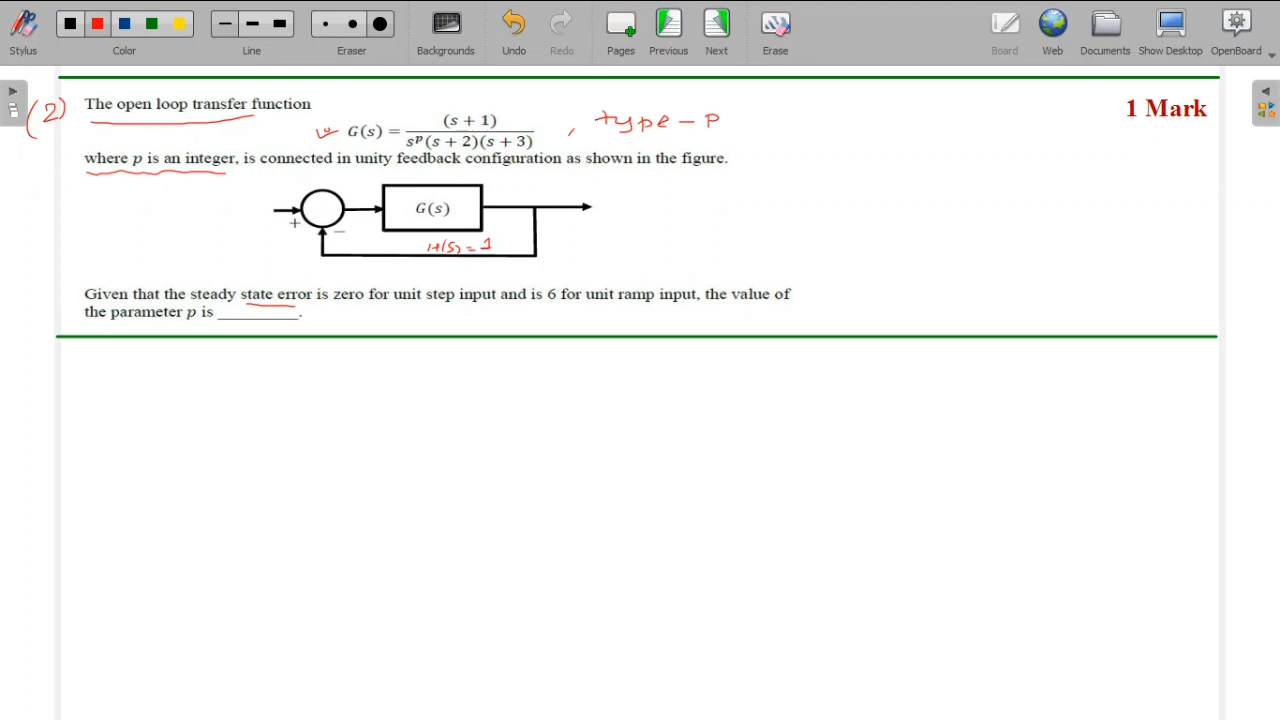 Stylus
Color
Line
Eraser
Backgrounds
Undo
Redo
Pages
Previous
Next
Erase
Board
Web
Documents
Show Desktop
OpenBoard
(2) The open loop transfer function
1 Mark
G(s) = (s + 1) / s^p(s + 2)(s + 3) , type - P
where p is an integer, is connected in unity feedback configuration as shown in the figure.
G(s)
+
−
H(s) = 1
Given that the steady state error is zero for unit step input and is 6 for unit ramp input, the value of
the parameter p is _________.